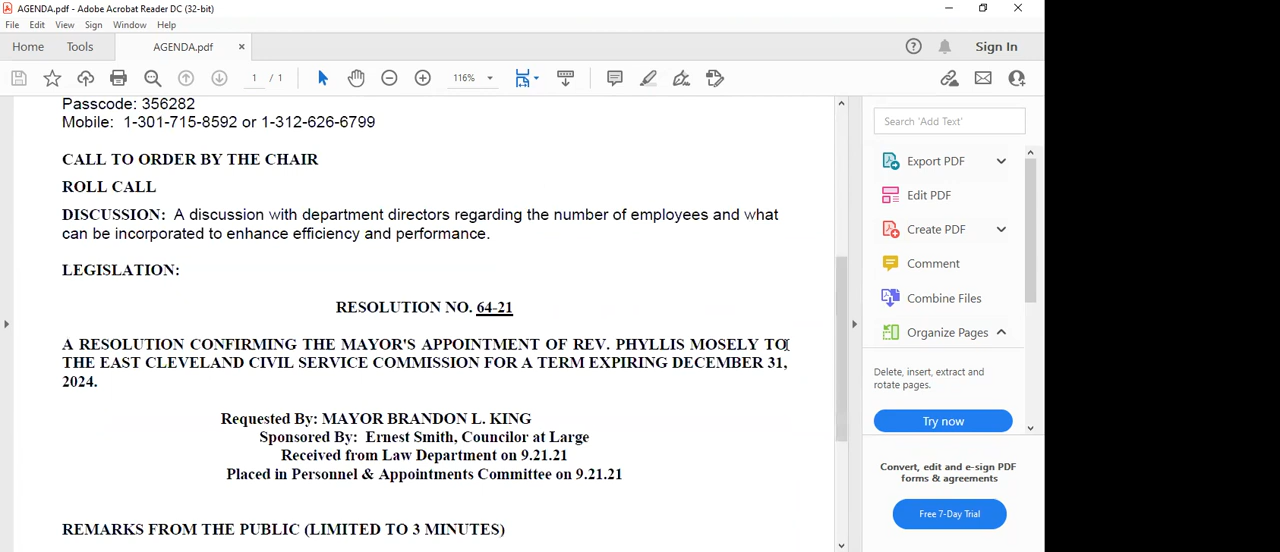 AGENDA.pdf - Adobe Acrobat Reader DC (32-bit)
File Edit View Sign Window Help
Home Tools AGENDA.pdf × Sign In
1 / 1 116%
Passcode: 356282
Mobile: 1-301-715-8592 or 1-312-626-6799
CALL TO ORDER BY THE CHAIR
ROLL CALL
DISCUSSION: A discussion with department directors regarding the number of employees and what
can be incorporated to enhance efficiency and performance.
LEGISLATION:
RESOLUTION NO. 64-21
A RESOLUTION CONFIRMING THE MAYOR'S APPOINTMENT OF REV. PHYLLIS MOSELY TO
THE EAST CLEVELAND CIVIL SERVICE COMMISSION FOR A TERM EXPIRING DECEMBER 31,
2024.
Requested By: MAYOR BRANDON L. KING
Sponsored By: Ernest Smith, Councilor at Large
Received from Law Department on 9.21.21
Placed in Personnel & Appointments Committee on 9.21.21
REMARKS FROM THE PUBLIC (LIMITED TO 3 MINUTES)
Search 'Add Text'
Export PDF
Edit PDF
Create PDF
Comment
Combine Files
Organize Pages
Delete, insert, extract and
rotate pages.
Try now
Convert, edit and e-sign PDF
forms & agreements
Free 7-Day Trial